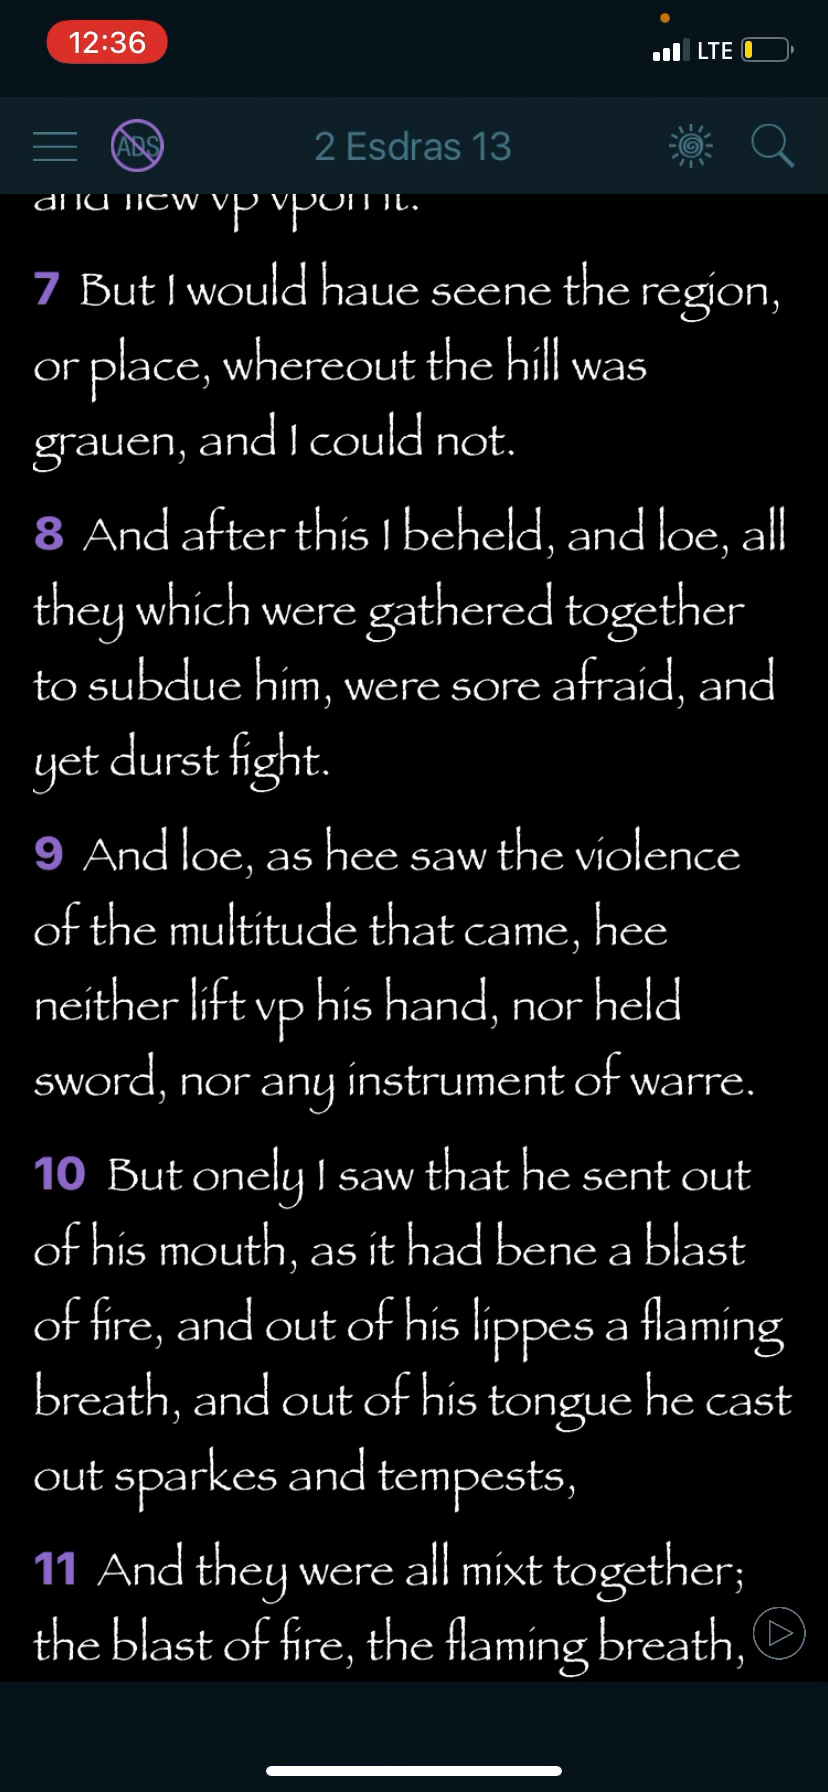 12:36
LTE
ADS
2 Esdras 13
and flew vp vpon it.
7 But I would haue seene the region,
or place, whereout the hill was
grauen, and I could not.
8 And after this I beheld, and loe, all
they which were gathered together
to subdue him, were sore afraid, and
yet durst fight.
9 And loe, as hee saw the violence
of the multitude that came, hee
neither lift vp his hand, nor held
sword, nor any instrument of warre.
10 But onely I saw that he sent out
of his mouth, as it had bene a blast
of fire, and out of his lippes a flaming
breath, and out of his tongue he cast
out sparkes and tempests,
11 And they were all mixt together;
the blast of fire, the flaming breath,